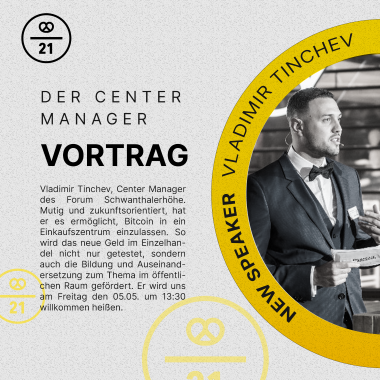 21
DER CENTER
MANAGER
VORTRAG
Vladimir Tinchev, Center Manager
des Forum Schwanthalerhöhe.
Mutig und zukunftsorientiert, hat
er es ermöglicht, Bitcoin in ein
Einkaufszentrum einzulassen. So
wird das neue Geld im Einzelhan-
del nicht nur getestet, sondern
auch die Bildung und Auseinand-
ersetzung zum Thema im öffentli-
chen Raum gefördert. Er wird uns
am Freitag den 05.05. um 13:30
willkommen heißen.
NEW SPEAKER VLADIMIR TINCHEV
21
21